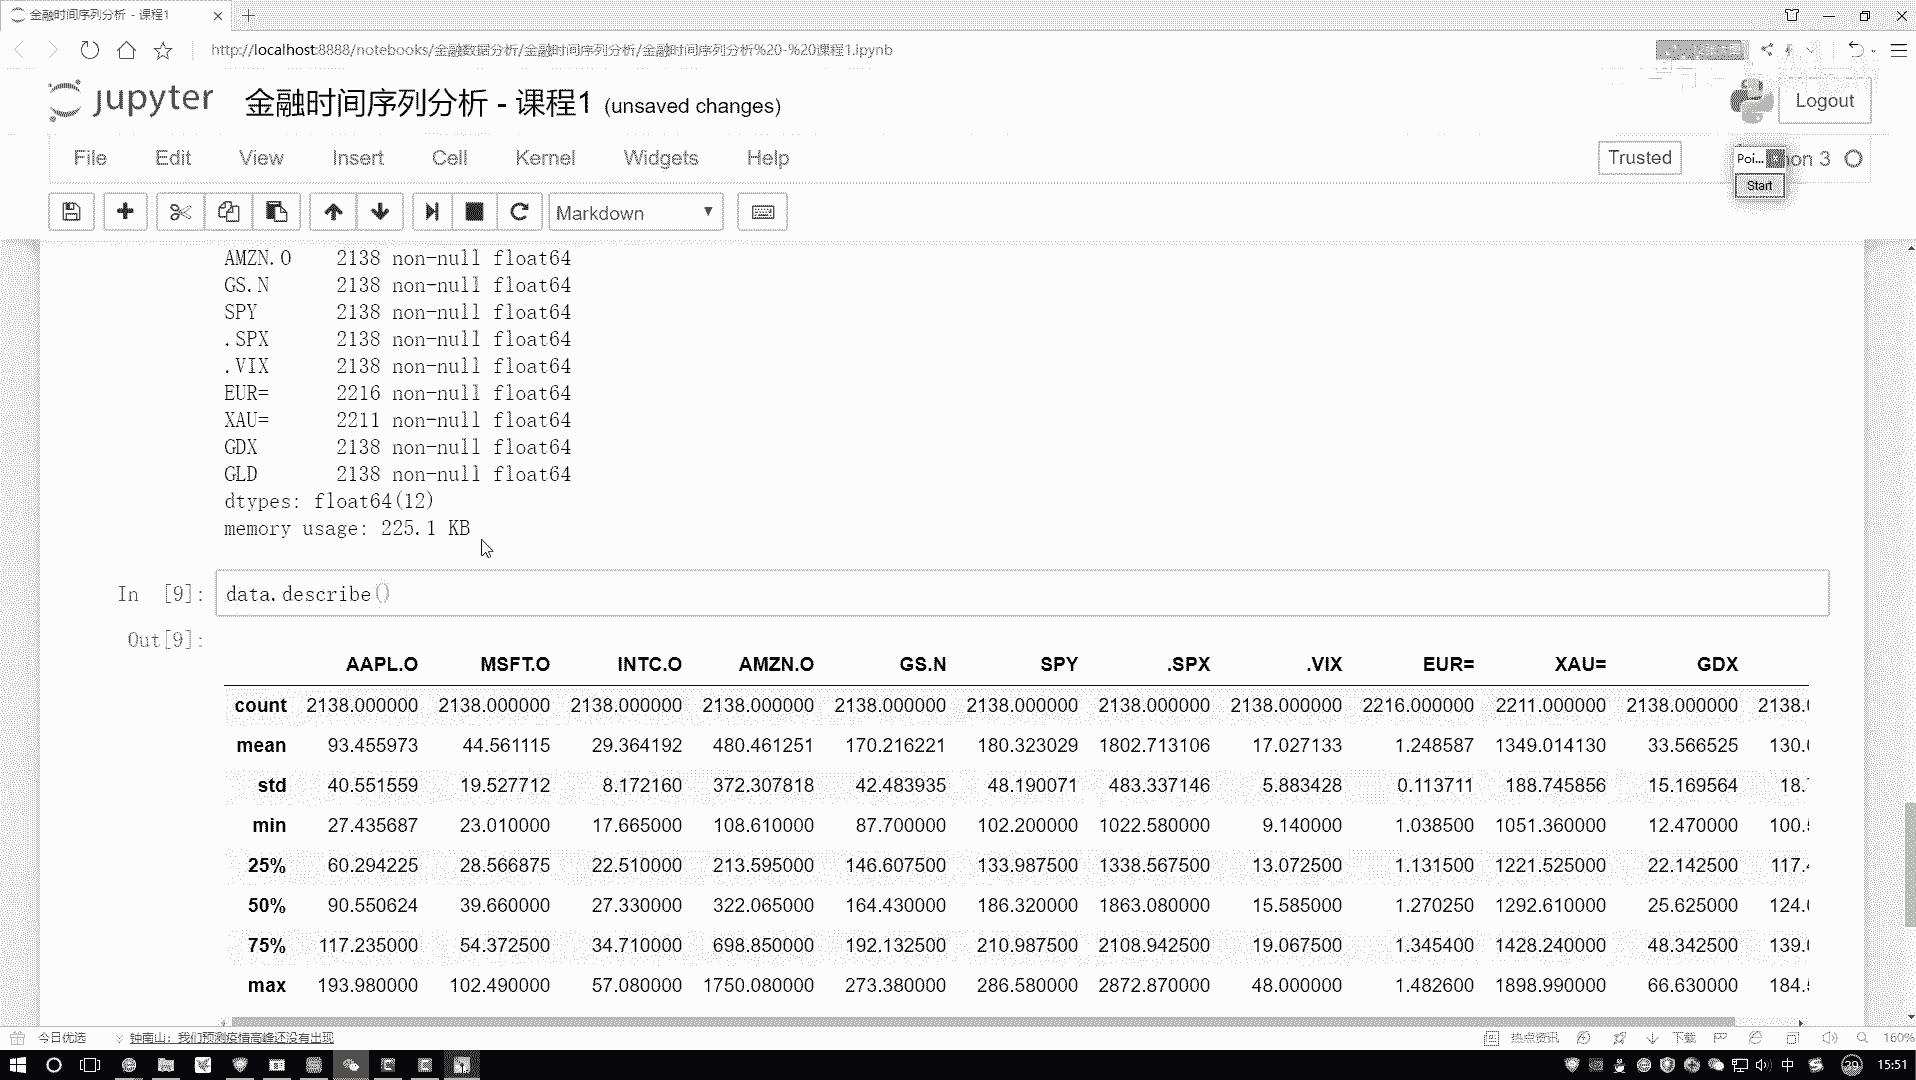 金融时间序列分析 - 课程1
http://localhost:8888/notebooks/金融数据分析/金融时间序列分析/金融时间序列分析%20-%20课程1.ipynb
jupyter 金融时间序列分析 - 课程1 (unsaved changes)
Logout
File Edit View Insert Cell Kernel Widgets Help
Trusted
Poi...
on 3
Start
Markdown
AMZN.O 2138 non-null float64
GS.N 2138 non-null float64
SPY 2138 non-null float64
.SPX 2138 non-null float64
.VIX 2138 non-null float64
EUR= 2216 non-null float64
XAU= 2211 non-null float64
GDX 2138 non-null float64
GLD 2138 non-null float64
dtypes: float64(12)
memory usage: 225.1 KB
In [9]: data.describe()
Out[9]:
AAPL.O MSFT.O INTC.O AMZN.O GS.N SPY .SPX .VIX EUR= XAU= GDX
count 2138.000000 2138.000000 2138.000000 2138.000000 2138.000000 2138.000000 2138.000000 2138.000000 2216.000000 2211.000000 2138.000000 2138.
mean 93.455973 44.561115 29.364192 480.461251 170.216221 180.323029 1802.713106 17.027133 1.248587 1349.014130 33.566525 130.
std 40.551559 19.527712 8.172160 372.307818 42.483935 48.190071 483.337146 5.883428 0.113711 188.745856 15.169564 18.
min 27.435687 23.010000 17.665000 108.610000 87.700000 102.200000 1022.580000 9.140000 1.038500 1051.360000 12.470000 100.
25% 60.294225 28.566875 22.510000 213.595000 146.607500 133.987500 1338.567500 13.072500 1.131500 1221.525000 22.142500 117.
50% 90.550624 39.660000 27.330000 322.065000 164.430000 186.320000 1863.080000 15.585000 1.270250 1292.610000 25.625000 124.
75% 117.235000 54.372500 34.710000 698.850000 192.132500 210.987500 2108.942500 19.067500 1.345400 1428.240000 48.342500 139.
max 193.980000 102.490000 57.080000 1750.080000 273.380000 286.580000 2872.870000 48.000000 1.482600 1898.990000 66.630000 184.
今日优选 钟南山：我们预测疫情高峰还没有出现
热点资讯 下载 160%
中 29 15:51